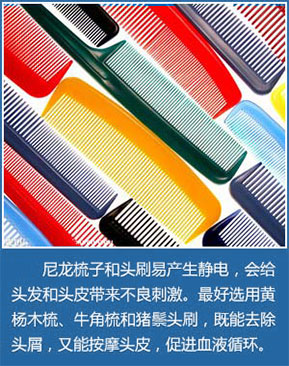 尼龙梳子和头刷易产生静电，会给
头发和头皮带来不良刺激。最好选用黄
杨木梳、牛角梳和猪鬃头刷，既能去除
头屑，又能按摩头皮，促进血液循环。